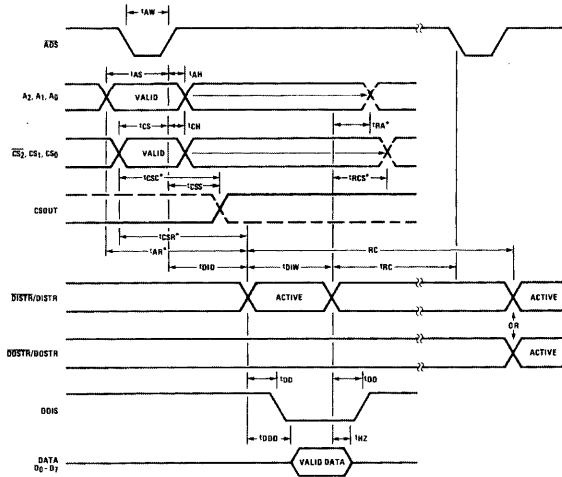 tAW
ADS
tAS tAH
A2, A1, A0 VALID
tRA*
tCS tCH
CS2, CS1, CS0 VALID
tCSC* tRCS*
tCSS
CSOUT
tCSR* RC
tAR*
tDID tDIW tRC
DISTR/DISTR ACTIVE ACTIVE
OR
DOSTR/DOSTR ACTIVE
tDD tDD
DDIS
tDDD tHZ
DATA
D0-D7 VALID DATA